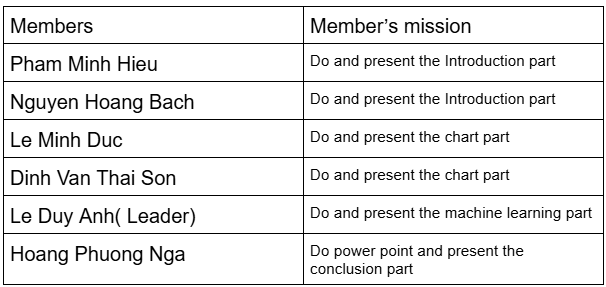 Members Member’s mission
Pham Minh Hieu Do and present the Introduction part
Nguyen Hoang Bach Do and present the Introduction part
Le Minh Duc Do and present the chart part
Dinh Van Thai Son Do and present the chart part
Le Duy Anh( Leader) Do and present the machine learning part
Hoang Phuong Nga Do power point and present the
conclusion part